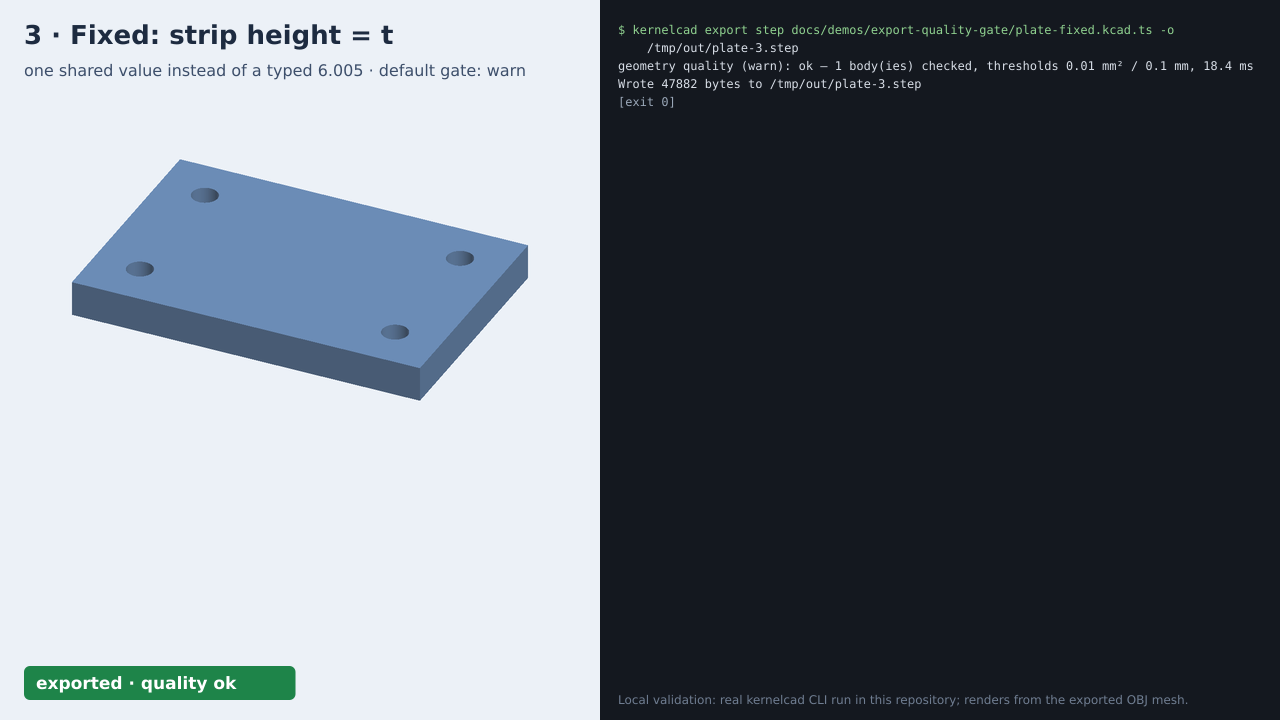 3 · Fixed: strip height = t
one shared value instead of a typed 6.005 · default gate: warn
exported · quality ok
$ kernelcad export step docs/demos/export-quality-gate/plate-fixed.kcad.ts -o
/tmp/out/plate-3.step
geometry quality (warn): ok — 1 body(ies) checked, thresholds 0.01 mm² / 0.1 mm, 18.4 ms
Wrote 47882 bytes to /tmp/out/plate-3.step
[exit 0]
Local validation: real kernelcad CLI run in this repository; renders from the exported OBJ mesh.